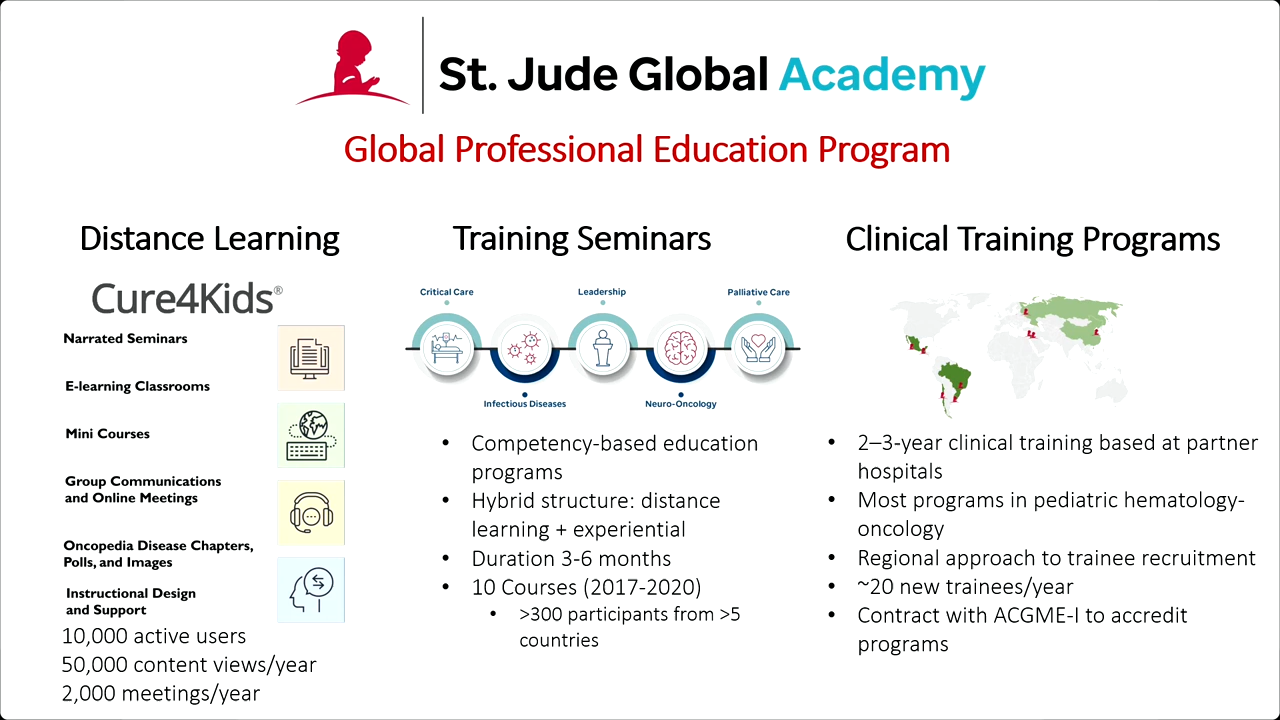 St. Jude Global Academy
Global Professional Education Program
Distance Learning
Cure4Kids®
Narrated Seminars
E-learning Classrooms
Mini Courses
Group Communications
and Online Meetings
Oncopedia Disease Chapters,
Polls, and Images
Instructional Design
and Support
10,000 active users
50,000 content views/year
2,000 meetings/year
Training Seminars
Critical Care
Leadership
Palliative Care
Infectious Diseases
Neuro-Oncology
• Competency-based education
programs
• Hybrid structure: distance
learning + experiential
• Duration 3-6 months
• 10 Courses (2017-2020)
• >300 participants from >5
countries
Clinical Training Programs
• 2–3-year clinical training based at partner
hospitals
• Most programs in pediatric hematology-
oncology
• Regional approach to trainee recruitment
• ~20 new trainees/year
• Contract with ACGME-I to accredit
programs